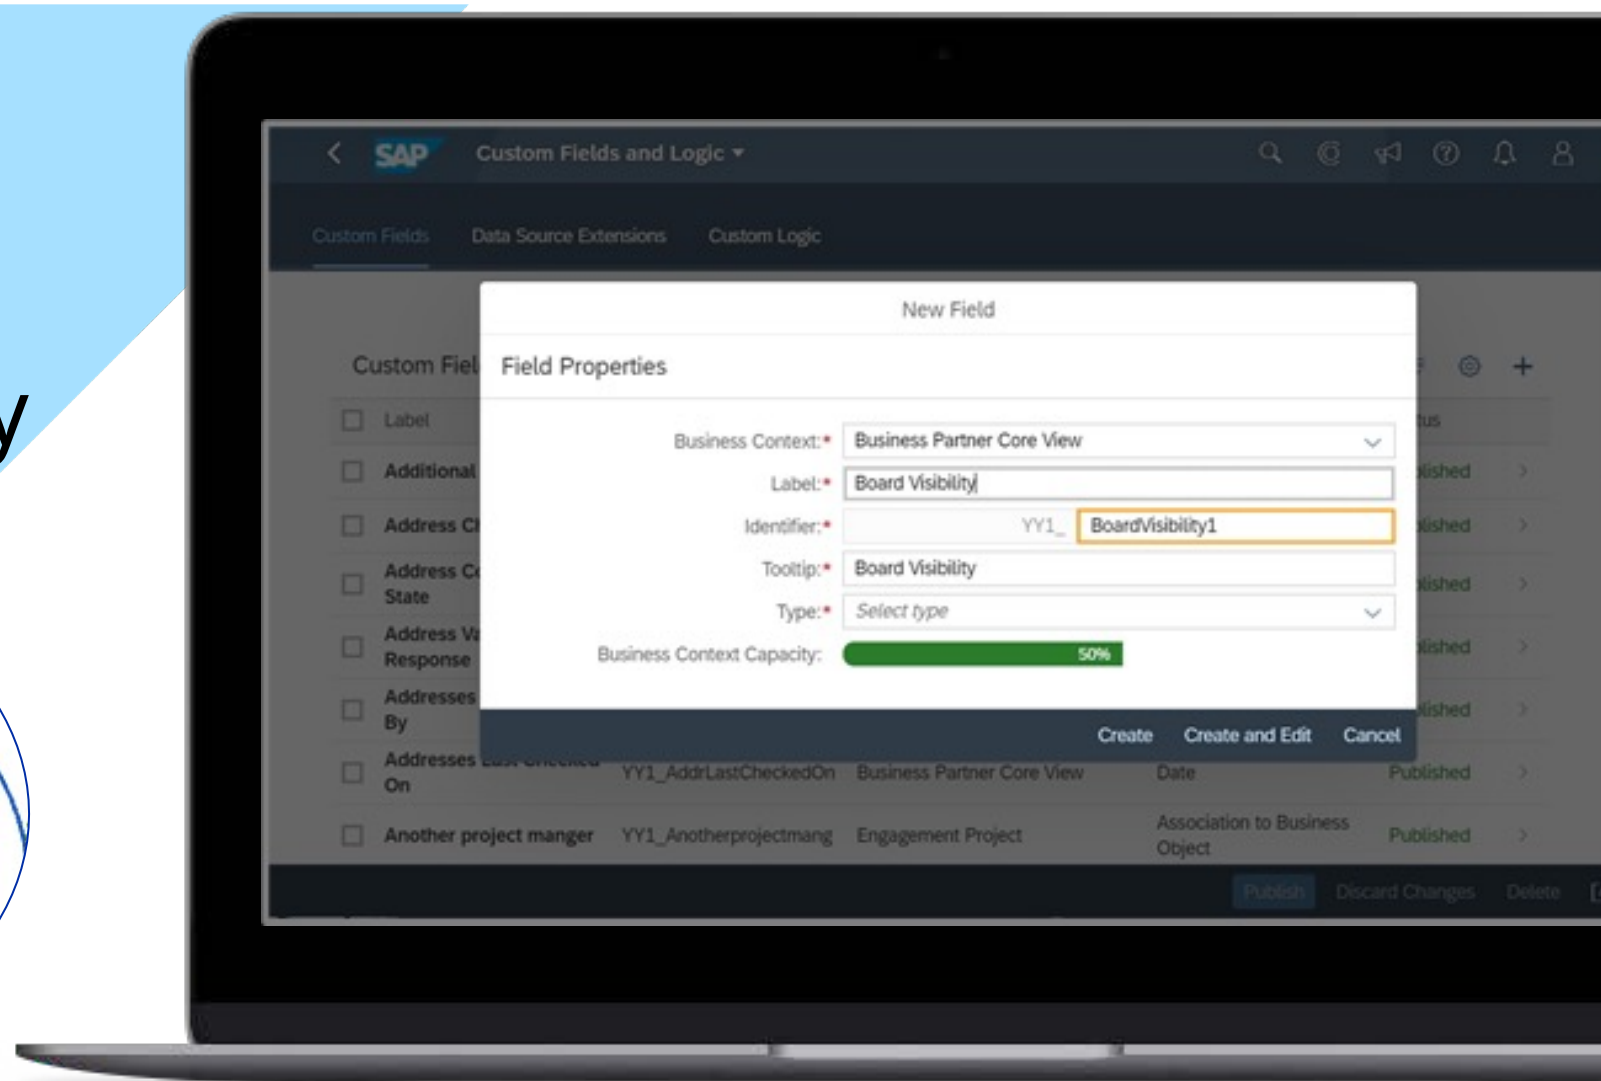 y
SAP Custom Fields and Logic
Custom Fields Data Source Extensions Custom Logic
New Field
Custom Field Properties
Label
Business Context:* Business Partner Core View
Additional
Label:* Board Visibility
Address
Identifier:* YY1_ BoardVisibility1
Address
State
Tooltip:* Board Visibility
Type:* Select type
Address
Response
Business Context Capacity: 50%
Addresses
By
Create Create and Edit Cancel
Addresses Last Checked
On
YY1_AddrLastCheckedOn Business Partner Core View Date Published
Another project manger YY1_Anotherprojectmang Engagement Project Association to Business
Object
Published
Publish Discard Changes Delete